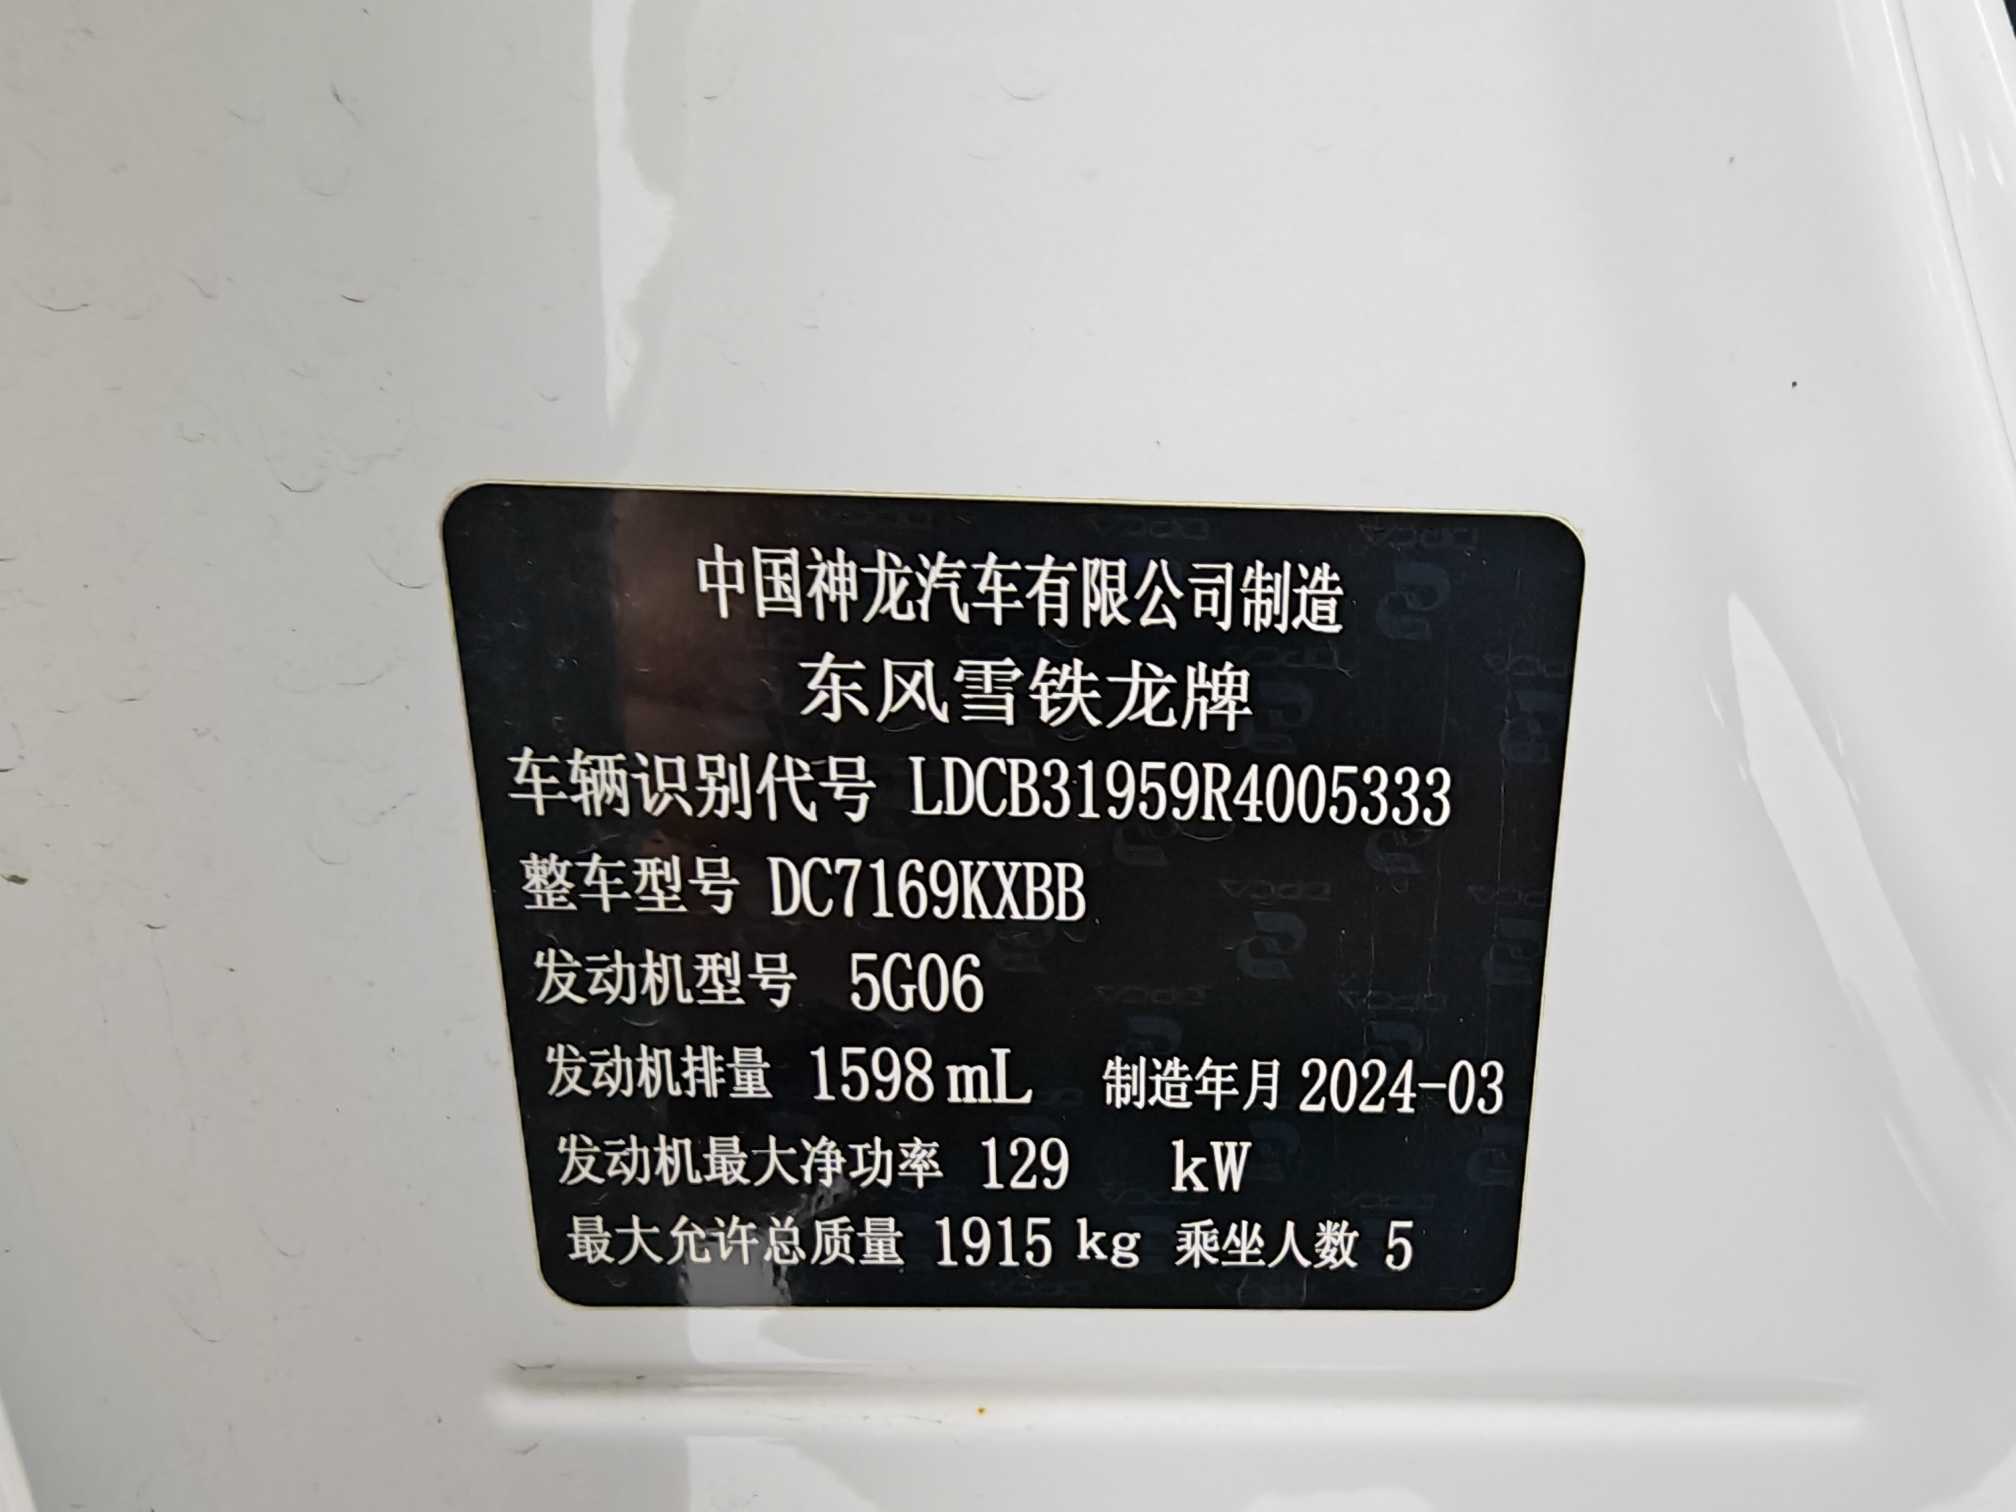 中国神龙汽车有限公司制造
东风雪铁龙牌
车辆识别代号 LDCB31959R4005333
整车型号 DC7169KXBB
发动机型号 5G06
发动机排量 1598 mL 制造年月 2024-03
发动机最大净功率 129 kW
最大允许总质量 1915 kg 乘坐人数 5